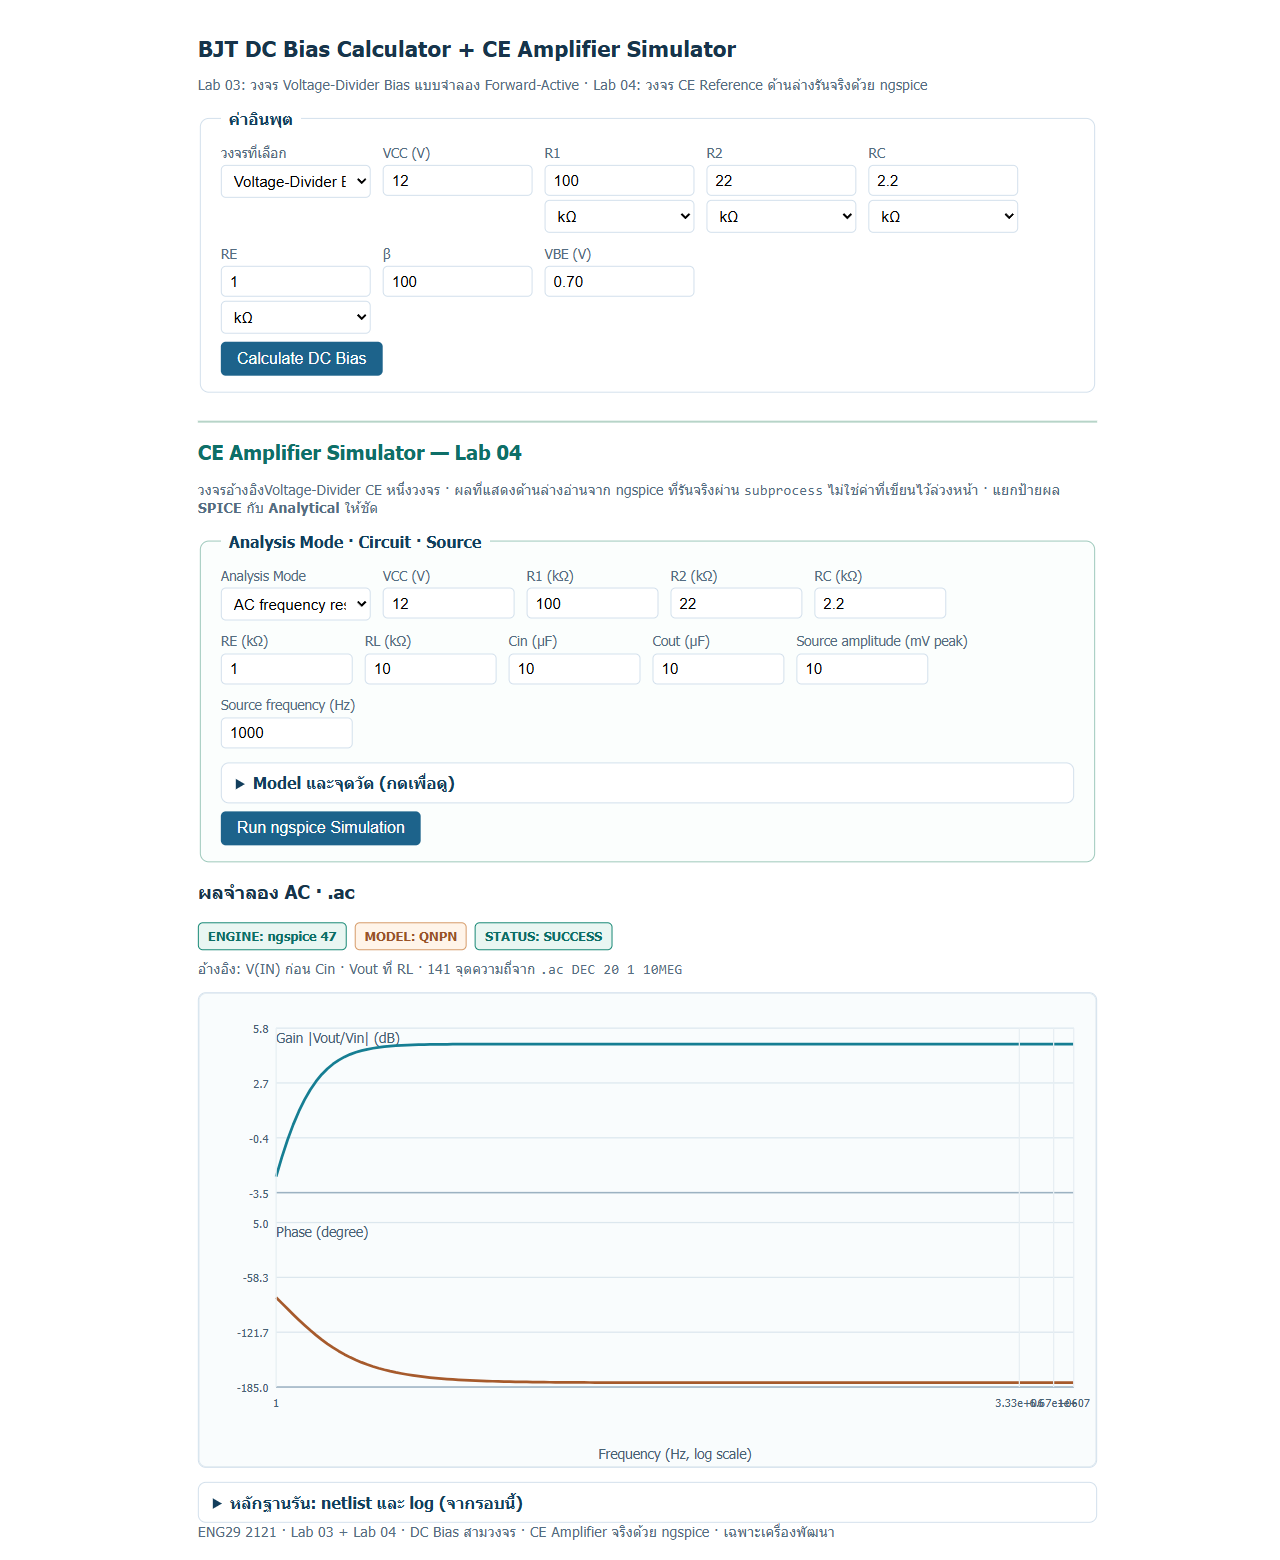 BJT DC Bias Calculator + CE Amplifier Simulator
Lab 03: วงจร Voltage-Divider Bias แบบจำลอง Forward-Active · Lab 04: วงจร CE Reference ด้านล่างรันจริงด้วย ngspice
ค่าอินพุต
วงจรที่เลือก VCC (V) R1 R2 RC
Voltage-Divider B 12 100 22 2.2
kΩ kΩ kΩ
RE β VBE (V)
1 100 0.70
kΩ
Calculate DC Bias
CE Amplifier Simulator — Lab 04
วงจรอ้างอิงVoltage-Divider CE หนึ่งวงจร · ผลที่แสดงด้านล่างอ่านจาก ngspice ที่รันจริงผ่าน subprocess ไม่ใช่ค่าที่เขียนไว้ล่วงหน้า · แยกป้ายผล
SPICE กับ Analytical ให้ชัด
Analysis Mode · Circuit · Source
Analysis Mode VCC (V) R1 (kΩ) R2 (kΩ) RC (kΩ)
AC frequency res 12 100 22 2.2
RE (kΩ) RL (kΩ) Cin (µF) Cout (µF) Source amplitude (mV peak)
1 10 10 10 10
Source frequency (Hz)
1000
▶ Model และจุดวัด (กดเพื่อดู)
Run ngspice Simulation
ผลจำลอง AC · .ac
ENGINE: ngspice 47 MODEL: QNPN STATUS: SUCCESS
อ้างอิง: V(IN) ก่อน Cin · Vout ที่ RL · 141 จุดความถี่จาก .ac DEC 20 1 10MEG
5.8
Gain |Vout/Vin| (dB)
2.7
-0.4
-3.5
5.0
Phase (degree)
-58.3
-121.7
-185.0
1
Frequency (Hz, log scale)
▶ หลักฐานรัน: netlist และ log (จากรอบนี้)
ENG29 2121 · Lab 03 + Lab 04 · DC Bias สามวงจร · CE Amplifier จริงด้วย ngspice · เฉพาะเครื่องพัฒนา